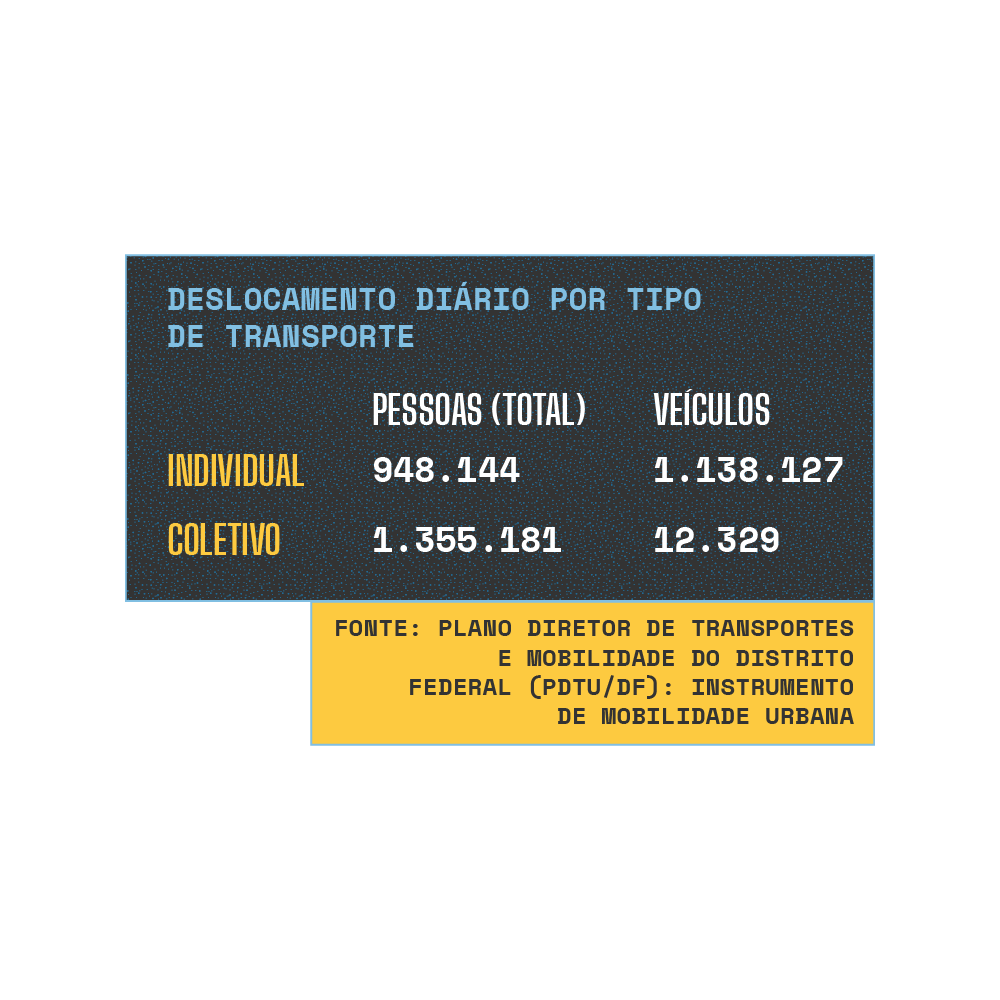 DESLOCAMENTO DIÁRIO POR TIPO
DE TRANSPORTE
PESSOAS (TOTAL) VEÍCULOS
INDIVIDUAL 948.144 1.138.127
COLETIVO 1.355.181 12.329
FONTE: PLANO DIRETOR DE TRANSPORTES
E MOBILIDADE DO DISTRITO
FEDERAL (PDTU/DF): INSTRUMENTO
DE MOBILIDADE URBANA